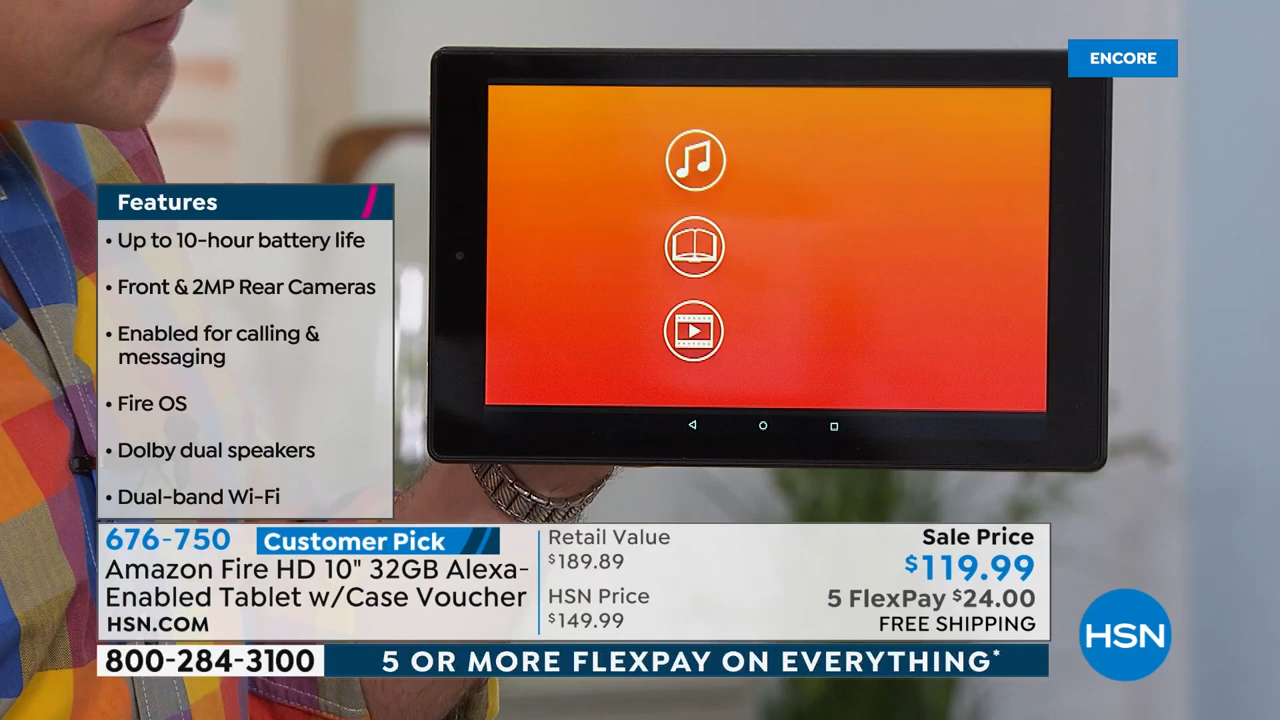 ENCORE
Features
• Up to 10-hour battery life
• Front & 2MP Rear Cameras
• Enabled for calling &
messaging
• Fire OS
• Dolby dual speakers
• Dual-band Wi-Fi
676-750 Customer Pick
Amazon Fire HD 10" 32GB Alexa-
Enabled Tablet w/Case Voucher
HSN.COM
Retail Value
$189.89
HSN Price
$149.99
Sale Price
$119.99
5 FlexPay $24.00
FREE SHIPPING
HSN
800-284-3100
5 OR MORE FLEXPAY ON EVERYTHING*